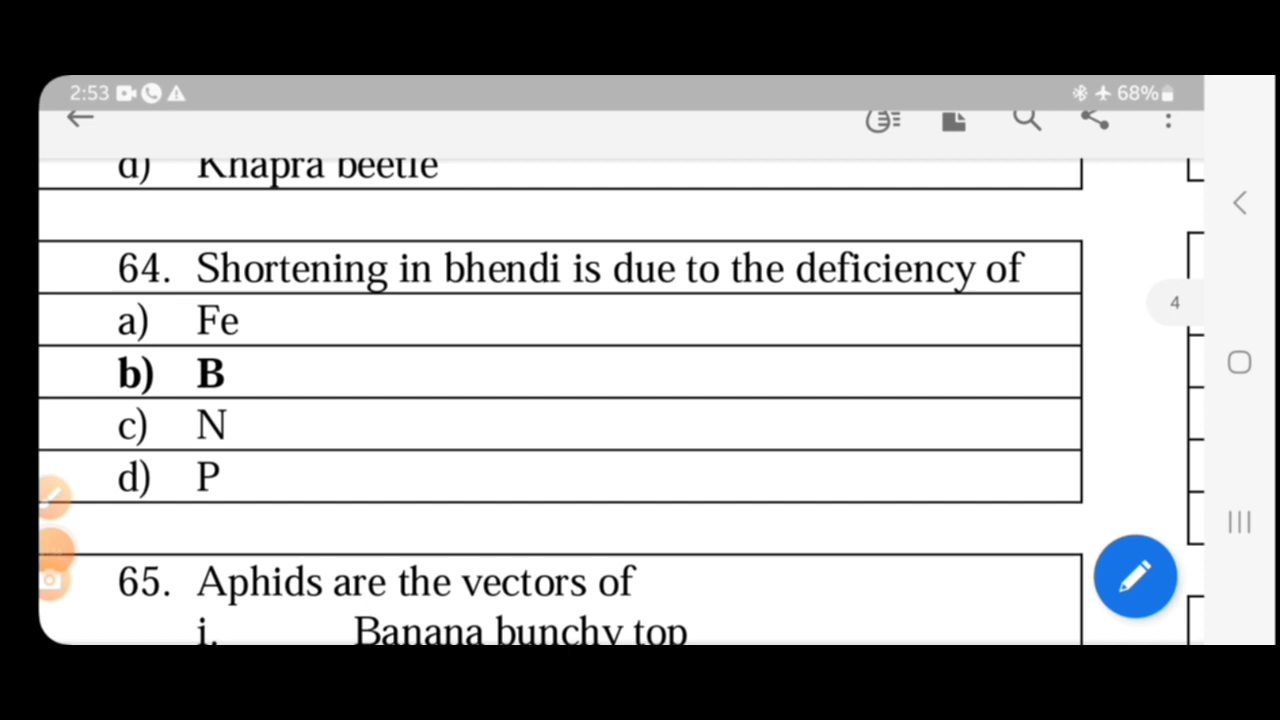 2:53 68%
d) Khapra beetle
64. Shortening in bhendi is due to the deficiency of
4
a) Fe
b) B
c) N
d) P
65. Aphids are the vectors of
i. Banana bunchy top